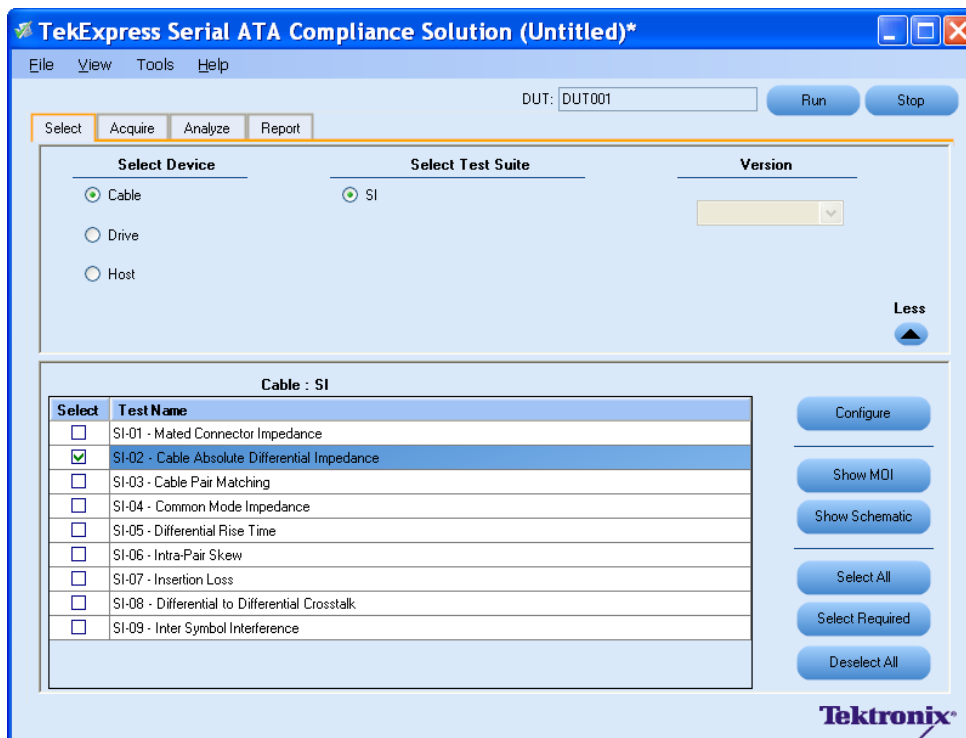 TekExpress Serial ATA Compliance Solution (Untitled)*
File View Tools Help
DUT: DUT001 Run Stop
Select Acquire Analyze Report
Select Device Select Test Suite Version
Cable SI
Drive
Host
Less
Cable : SI
Select Test Name
SI-01 - Mated Connector Impedance
SI-02 - Cable Absolute Differential Impedance
SI-03 - Cable Pair Matching
SI-04 - Common Mode Impedance
SI-05 - Differential Rise Time
SI-06 - Intra-Pair Skew
SI-07 - Insertion Loss
SI-08 - Differential to Differential Crosstalk
SI-09 - Inter Symbol Interference
Configure
Show MOI
Show Schematic
Select All
Select Required
Deselect All
Tektronix